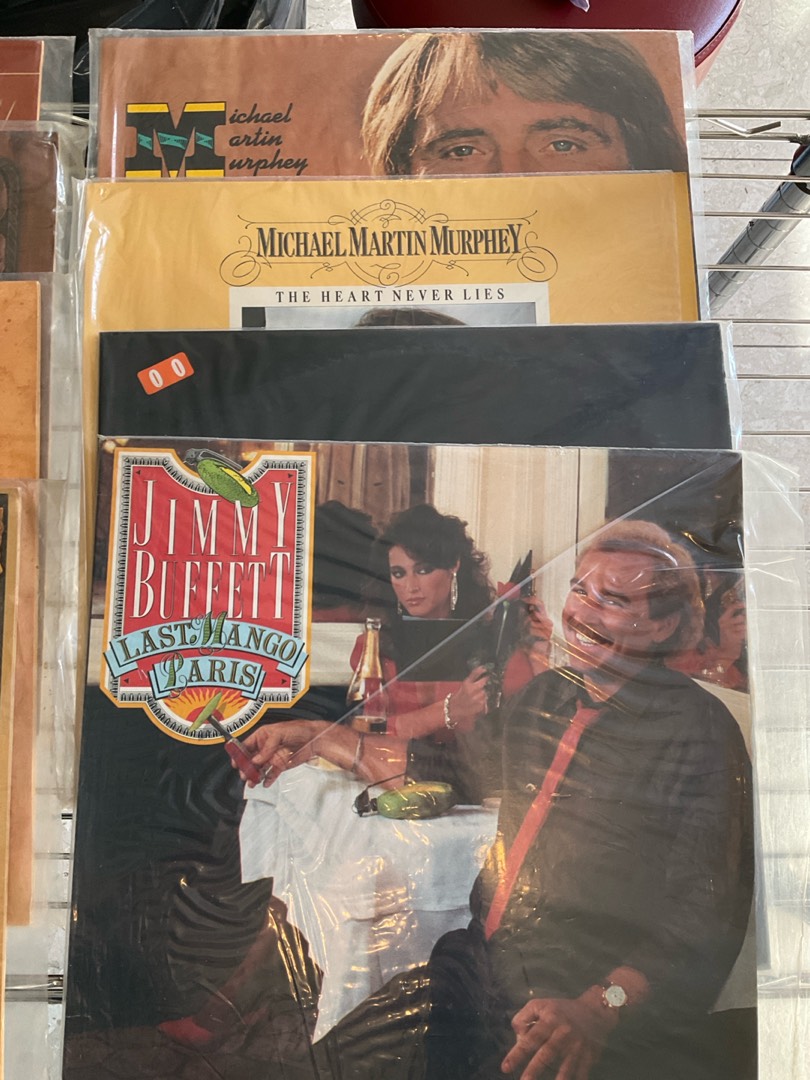 Michael
Martin
Murphey
MICHAEL MARTIN MURPHEY
THE HEART NEVER LIES
00
JIMMY
BUFFETT
LAST MANGO
PARIS